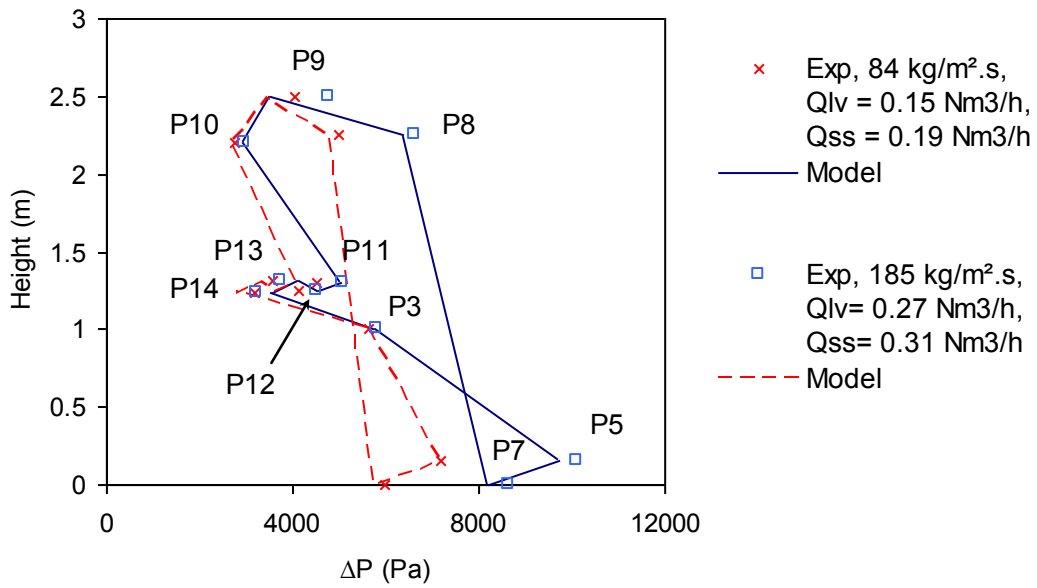 3
2.5
2
1.5
1
0.5
0
Height (m)
0
4000
8000
12000
ΔP (Pa)
P9
P8
P10
P13
P11
P14
P3
P12
P7
P5
Exp, 84 kg/m².s,
Qlv = 0.15 Nm3/h,
Qss = 0.19 Nm3/h
Model
Exp, 185 kg/m².s,
Qlv= 0.27 Nm3/h,
Qss= 0.31 Nm3/h
Model